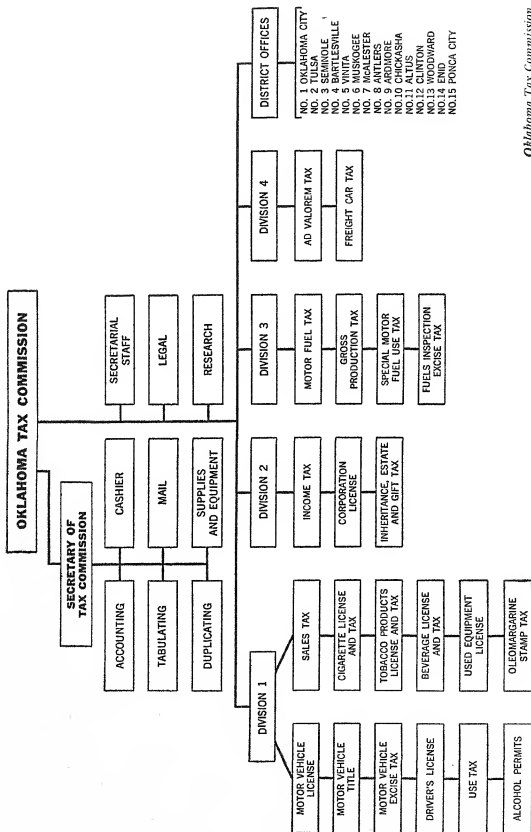 OKLAHOMA TAX COMMISSION
SECRETARY OF
TAX COMMISSION
ACCOUNTING
CASHIER
SECRETARIAL
STAFF
TABULATING
MAIL
LEGAL
DUPLICATING
SUPPLIES
AND EQUIPMENT
RESEARCH
DIVISION 1
MOTOR VEHICLE
LICENSE
MOTOR VEHICLE
TITLE
MOTOR VEHICLE
EXCISE TAX
DRIVER'S LICENSE
USE TAX
ALCOHOL PERMITS
SALES TAX
CIGARETTE LICENSE
AND TAX
TOBACCO PRODUCTS
LICENSE AND TAX
BEVERAGE LICENSE
AND TAX
USED EQUIPMENT
LICENSE
OLEOMARGARINE
STAMP TAX
DIVISION 2
INCOME TAX
CORPORATION
LICENSE
INHERITANCE, ESTATE
AND GIFT TAX
DIVISION 3
MOTOR FUEL TAX
GROSS
PRODUCTION TAX
SPECIAL MOTOR
FUEL USE TAX
FUELS INSPECTION
EXCISE TAX
DIVISION 4
AD VALOREM TAX
FREIGHT CAR TAX
DISTRICT OFFICES
NO. 1 OKLAHOMA CITY
NO. 2 TULSA
NO. 3 SEMINOLE
NO. 4 BARTLESVILLE
NO. 5 VINITA
NO. 6 MUSKOGEE
NO. 7 McALESTER
NO. 8 ANTLERS
NO. 9 ARDMORE
NO.10 CHICKASHA
NO.11 ALTUS
NO.12 CLINTON
NO.13 WOODWARD
NO.14 ENID
NO.15 PONCA CITY
Oklahoma Tax Commission